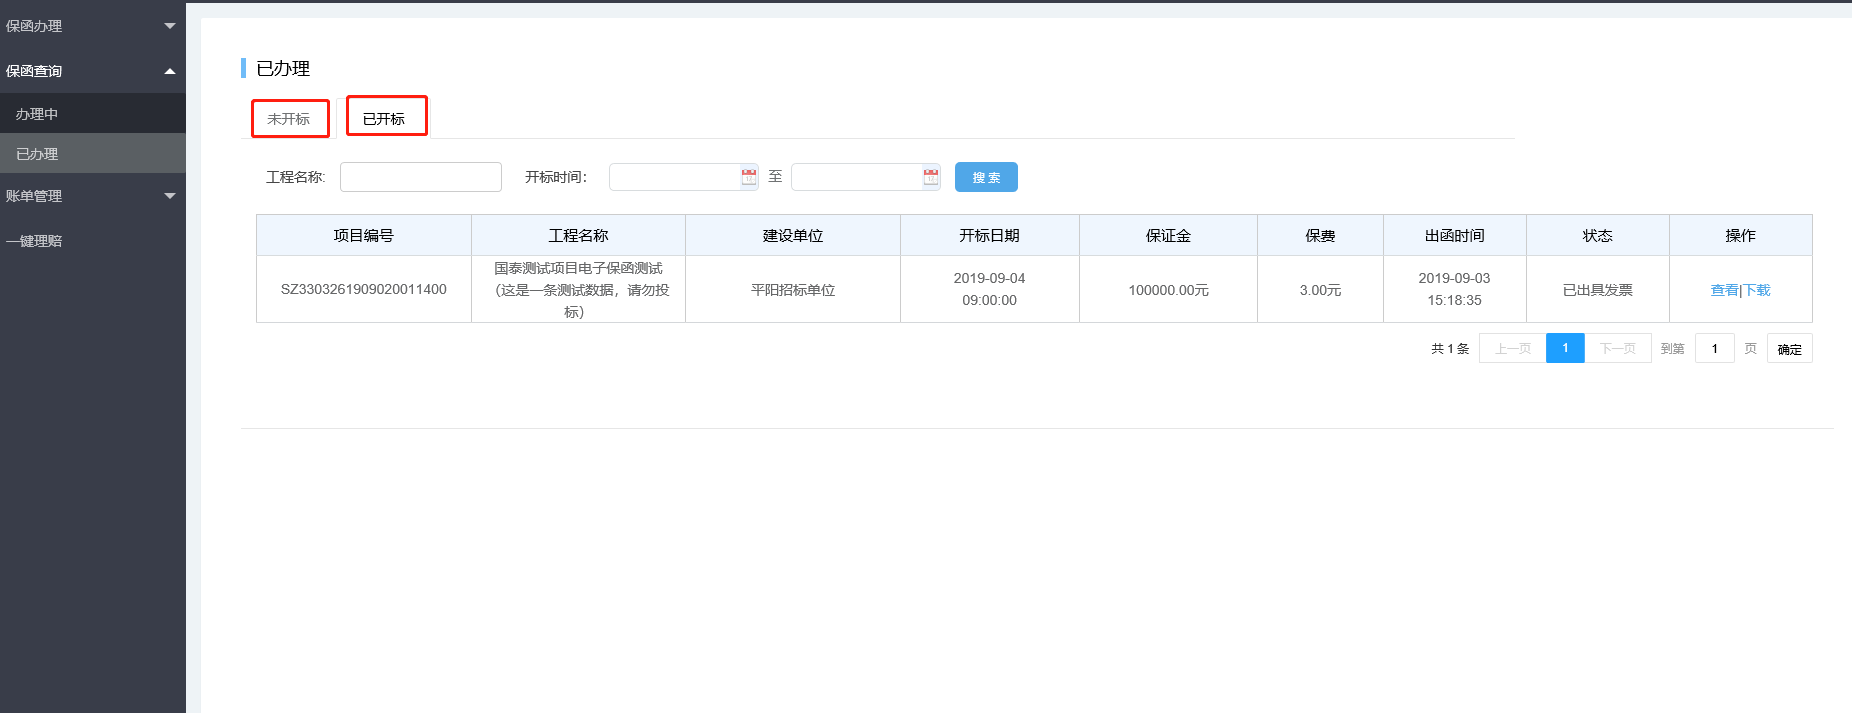 保函办理
保函查询
办理中
已办理
账单管理
一键理赔
已办理
未开标
已开标
工程名称:
开标时间：
至
搜 索
项目编号
工程名称
建设单位
开标日期
保证金
保费
出函时间
状态
操作
SZ3303261909020011400
国泰测试项目电子保函测试
（这是一条测试数据，请勿投
标）
平阳招标单位
2019-09-04
09:00:00
100000.00元
3.00元
2019-09-03
15:18:35
已出具发票
查看|下载
共 1 条
上一页
1
下一页
到第
1
页
确定